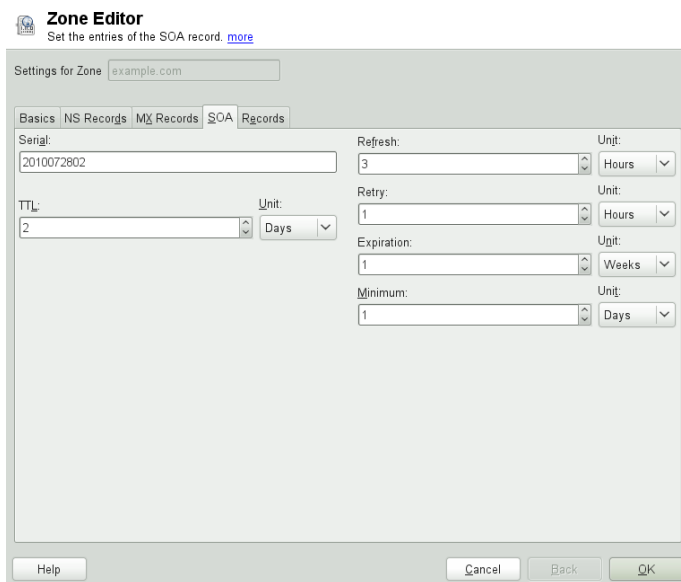 Zone Editor
Set the entries of the SOA record. more
Settings for Zone example.com
Basics NS Records MX Records SOA Records
Serial:
2010072802
TTL: Unit:
2 Days
Refresh: Unit:
3 Hours
Retry: Unit:
1 Hours
Expiration: Unit:
1 Weeks
Minimum: Unit:
1 Days
Help Cancel Back OK